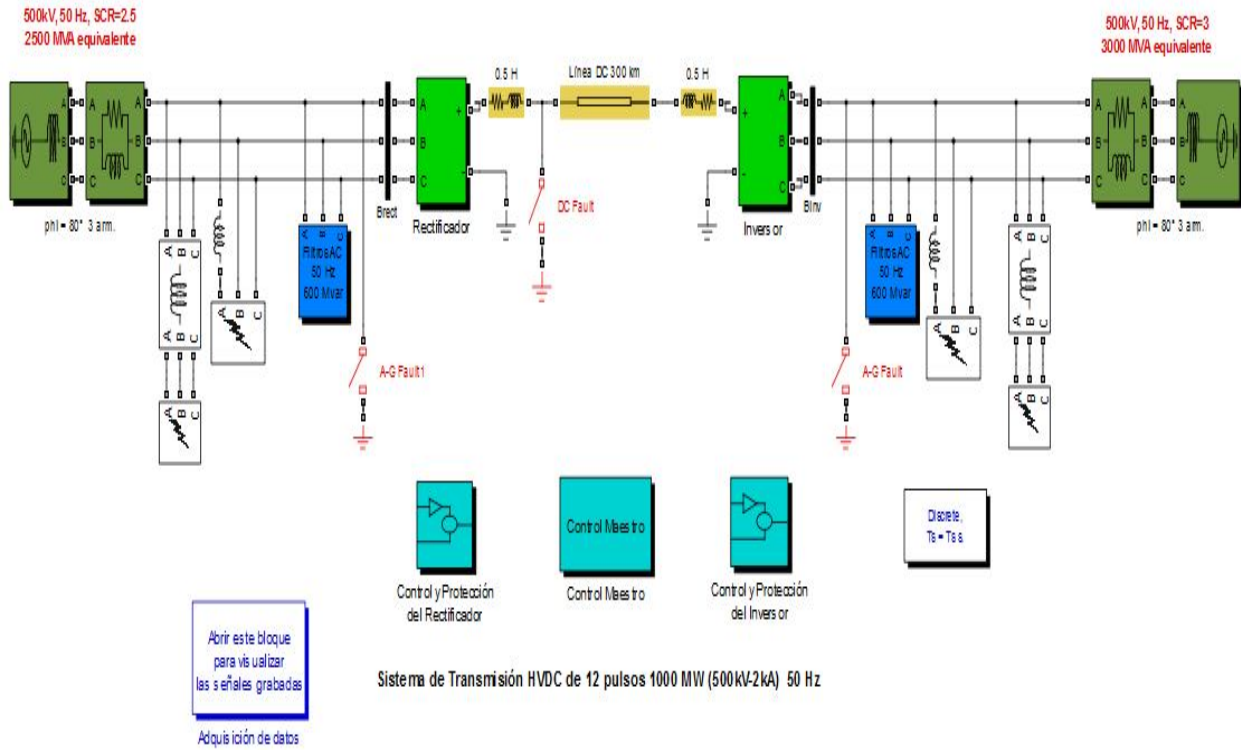 500kV, 50 Hz, SCR=2.5
2500 MVA equivalente
500kV, 50 Hz, SCR=3
3000 MVA equivalente
0.5 H
Línea DC 300 km
0.5 H
A
B
C
A
B
C
A
B
C
+
-
+
-
A
B
C
A
B
C
A
B
C
phi = 80° 3 arm.
Brect
Rectificador
DC Fault
Inversor
Binv
phi = 80° 3 arm.
A B C
A B C
A B C
Filtros AC
50 Hz
600 Mvar
A B C
A B C
A-G Fault1
A B C
Filtros AC
50 Hz
600 Mvar
A B C
A B C
A B C
A B C
A-G Fault
Control y Protección
del Rectificador
Control Maestro
Control Maestro
Control y Protección
del Inversor
Discrete,
Ts = Ts s.
Abrir este bloque
para visualizar
las señales grabadas
Adquisición de datos
Sistema de Transmisión HVDC de 12 pulsos 1000 MW (500kV-2kA) 50 Hz